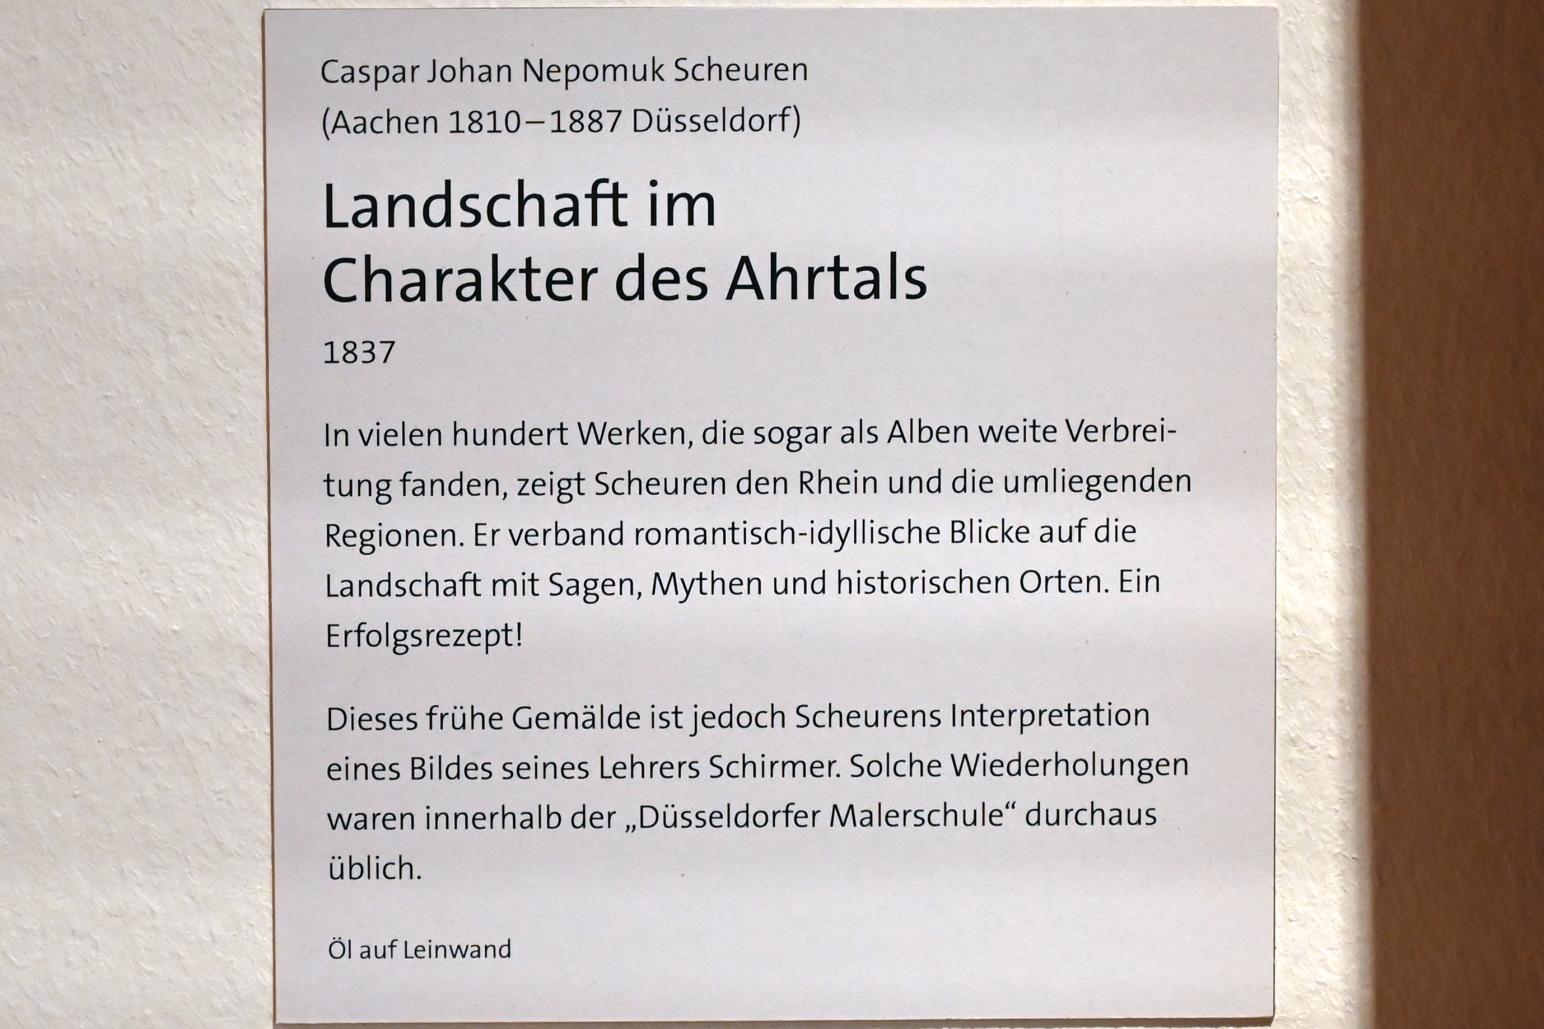 Caspar Johan Nepomuk Scheuren
(Aachen 1810–1887 Düsseldorf)
Landschaft im
Charakter des Ahrtals
1837
In vielen hundert Werken, die sogar als Alben weite Verbrei-
tung fanden, zeigt Scheuren den Rhein und die umliegenden
Regionen. Er verband romantisch-idyllische Blicke auf die
Landschaft mit Sagen, Mythen und historischen Orten. Ein
Erfolgsrezept!
Dieses frühe Gemälde ist jedoch Scheurens Interpretation
eines Bildes seines Lehrers Schirmer. Solche Wiederholungen
waren innerhalb der „Düsseldorfer Malerschule“ durchaus
üblich.
Öl auf Leinwand